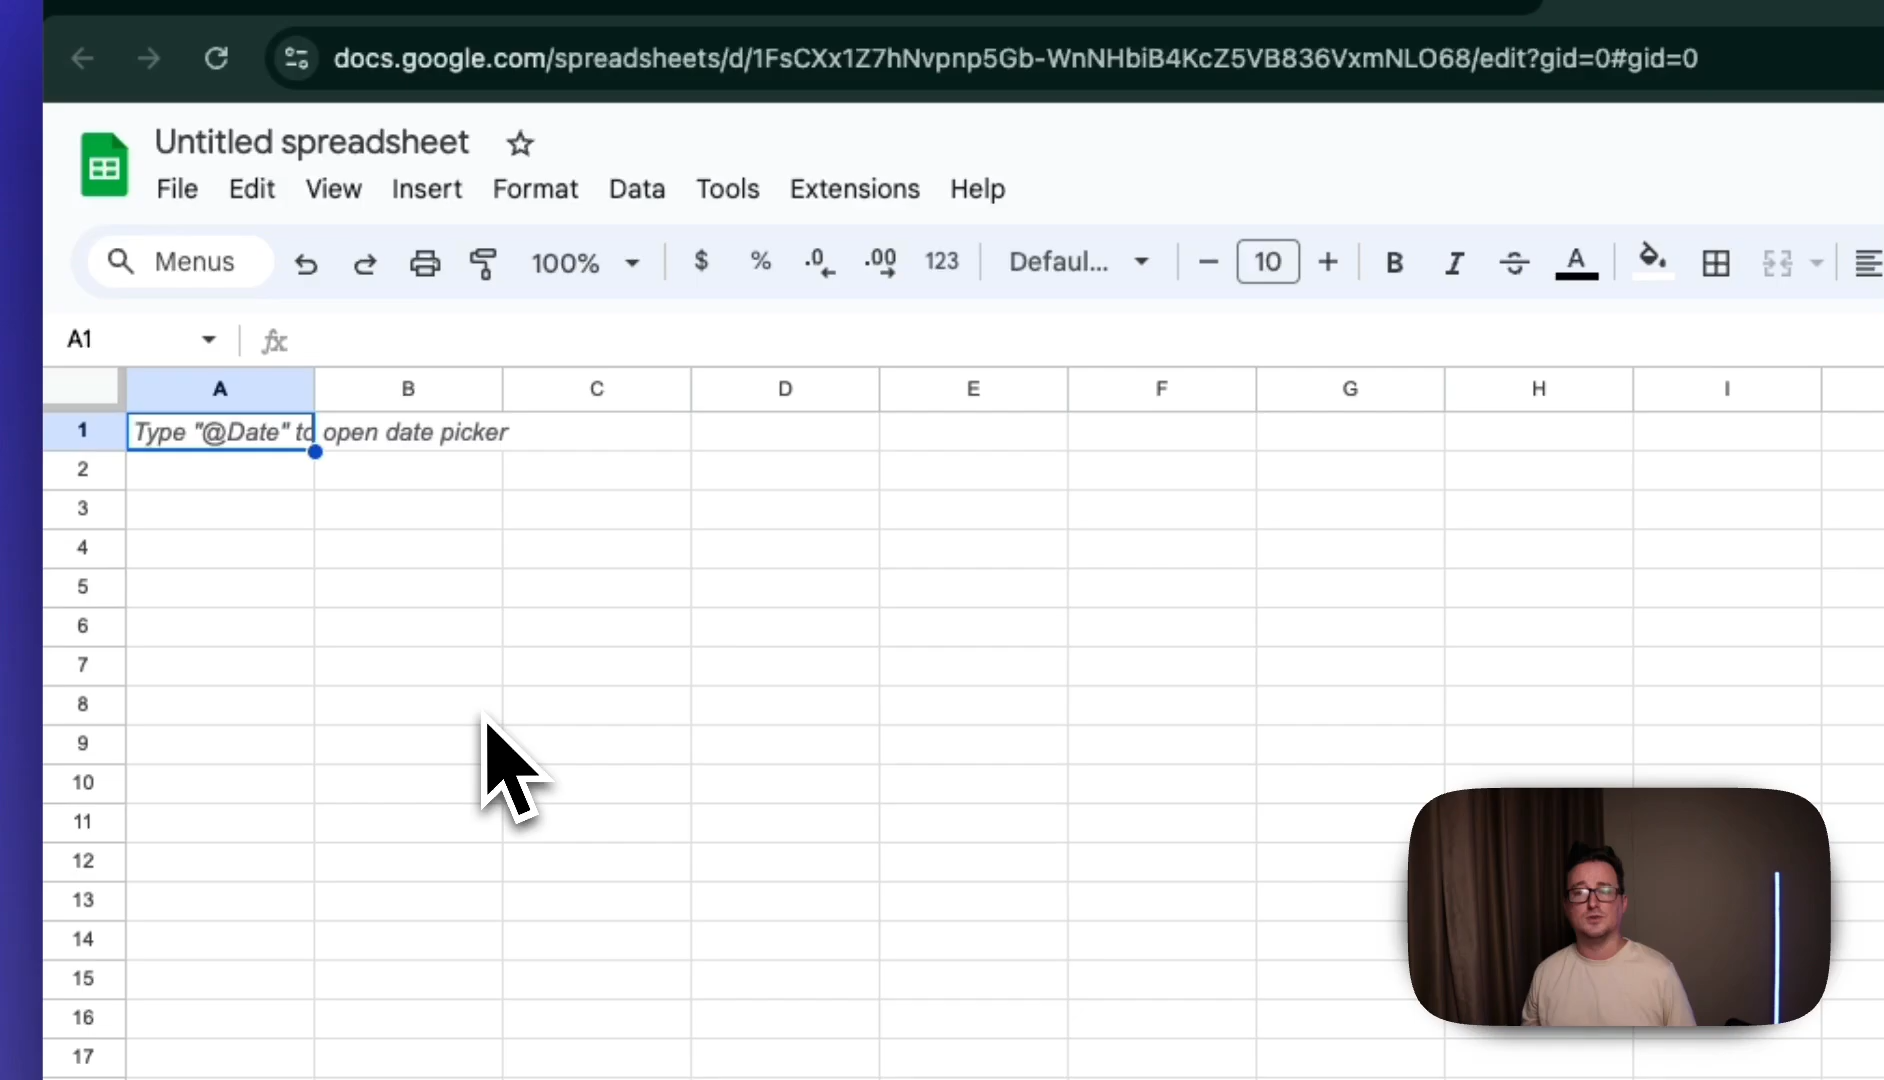 docs.google.com/spreadsheets/d/1FsCXx1Z7hNvpnp5Gb-WnNHbiB4KcZ5VB836VxmNLO68/edit?gid=0#gid=0
Untitled spreadsheet
File Edit View Insert Format Data Tools Extensions Help
Menus 100% $ % .0 .00 123 Defaul... 10 B I A
A1 fx
A B C D E F G H I
1 Type "@Date" to open date picker
2
3
4
5
6
7
8
9
10
11
12
13
14
15
16
17